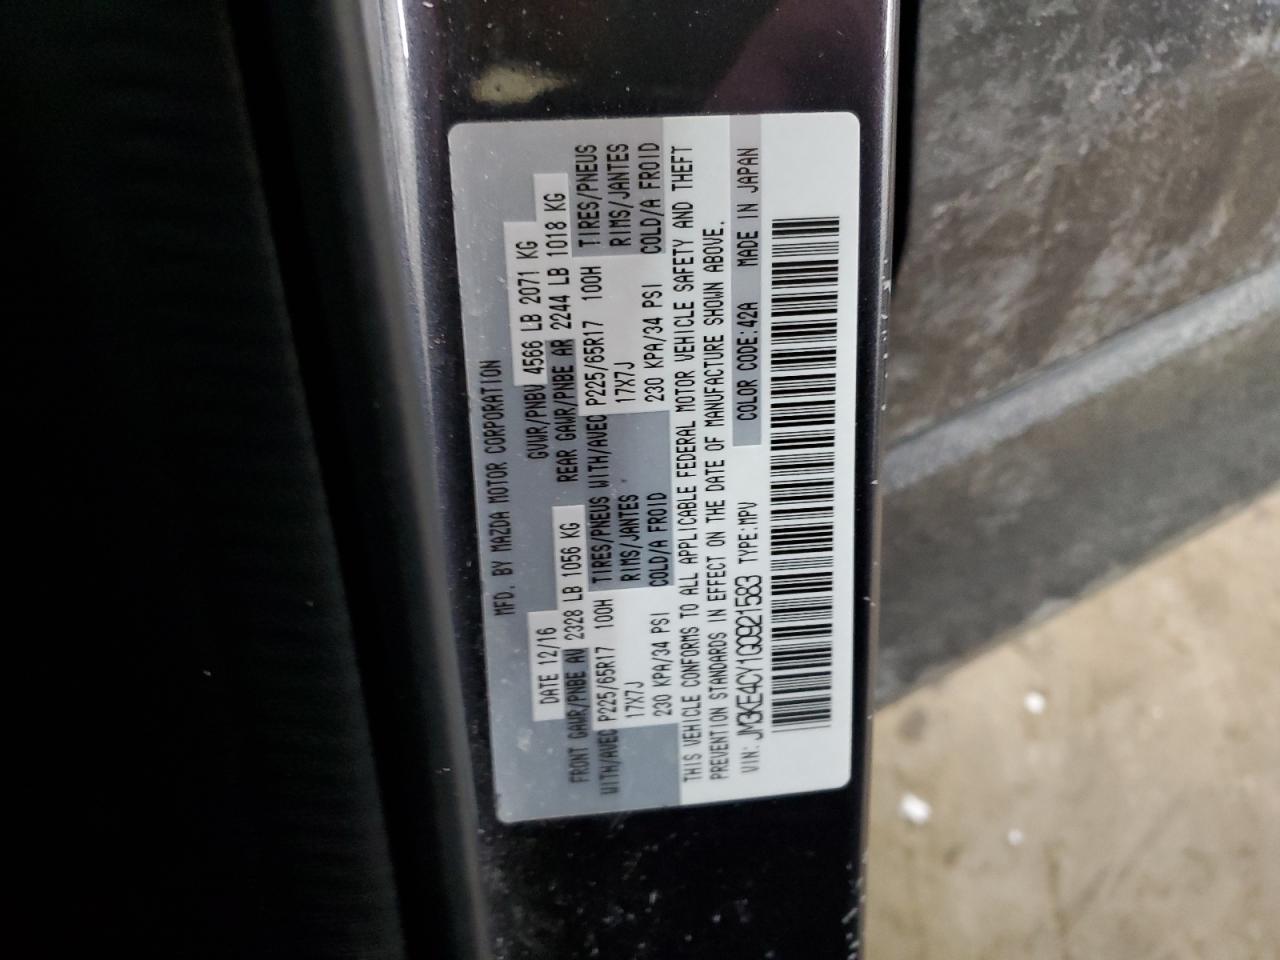 MFD. BY MAZDA MOTOR CORPORATION
DATE 12/16 GVWR/PNBV 4566 LB 2071 KG
FRONT GAWR/PNBE AV 2328 LB 1056 KG REAR GAWR/PNBE AR 2244 LB 1018 KG
WITH/AVEC P225/65R17 100H TIRES/PNEUS WITH/AVEC P225/65R17 100H TIRES/PNEUS
17X7J RIMS/JANTES 17X7J RIMS/JANTES
230 KPA/34 PSI COLD/A FROID 230 KPA/34 PSI COLD/A FROID
THIS VEHICLE CONFORMS TO ALL APPLICABLE FEDERAL MOTOR VEHICLE SAFETY AND THEFT
PREVENTION STANDARDS IN EFFECT ON THE DATE OF MANUFACTURE SHOWN ABOVE.
VIN: JM3KE4CY1G0921583 TYPE:MPV COLOR CODE:42A MADE IN JAPAN